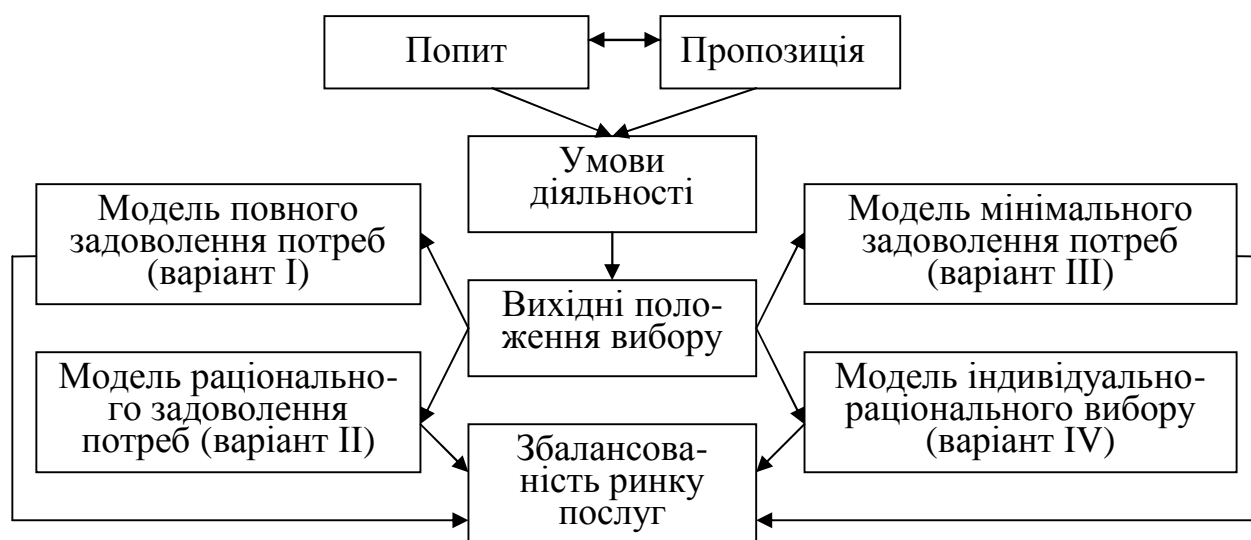 Попит
Пропозиція
Умови
діяльності
Модель повного
задоволення потреб
(варіант I)
Модель мінімального
задоволення потреб
(варіант III)
Вихідні поло-
ження вибору
Модель раціонально-
го задоволення
потреб (варіант II)
Модель індивідуально-
раціонального вибору
(варіант IV)
Збалансова-
ність ринку
послуг